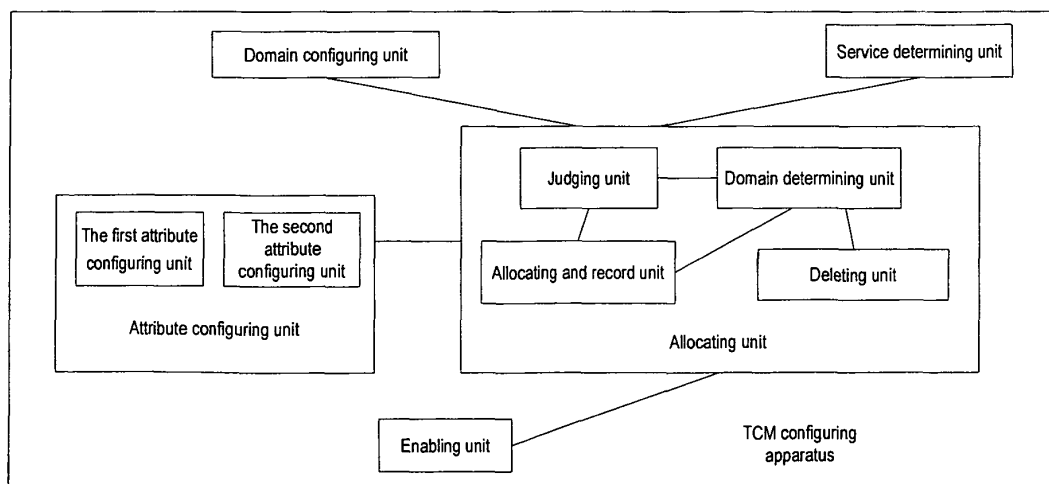 Domain configuring unit
Service determining unit
Judging unit
Domain determining unit
The first attribute
configuring unit
The second
attribute
configuring unit
Allocating and record unit
Deleting unit
Attribute configuring unit
Allocating unit
Enabling unit
TCM configuring
apparatus